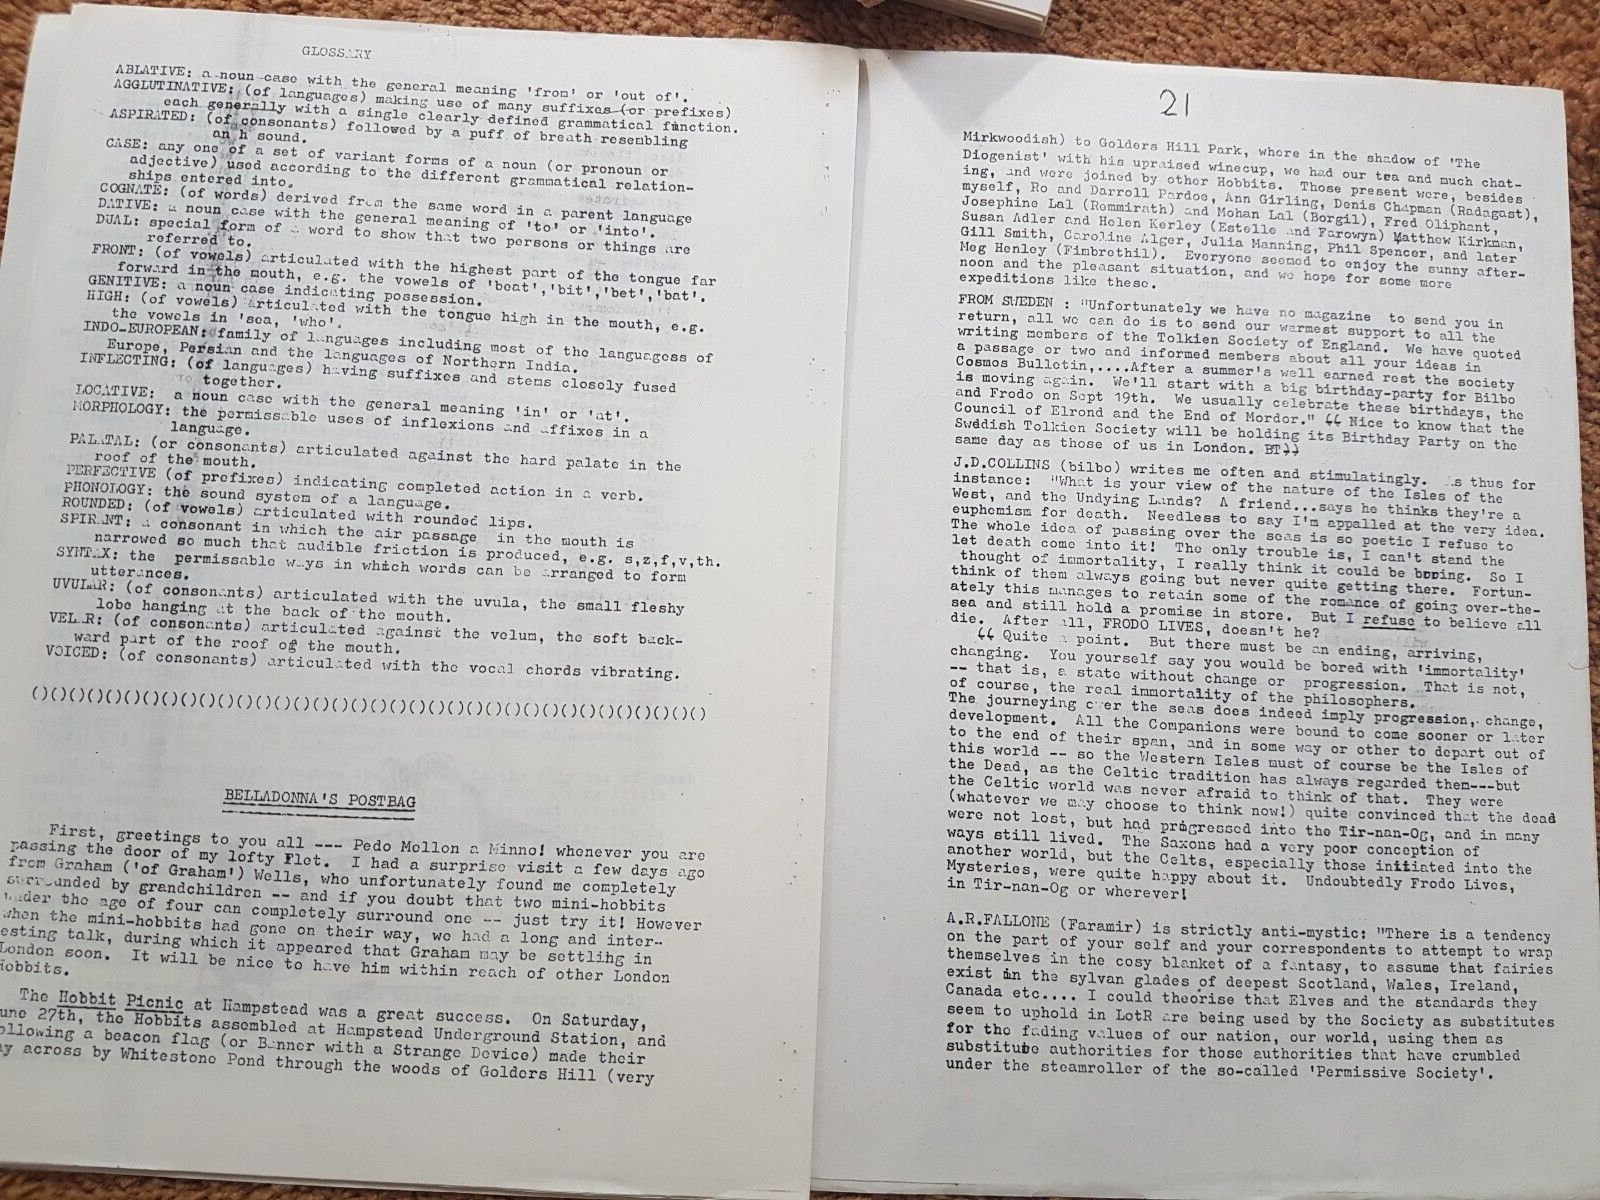 GLOSSARY
ABLATIVE: a noun case with the general meaning 'from' or 'out of'.
AGGLUTINATIVE: (of languages) making use of many suffixes (or prefixes)
each generally with a single clearly defined grammatical function.
ASPIRATED: (of consonants) followed by a puff of breath resembling
an h sound.
CASE: any one of a set of variant forms of a noun (or pronoun or
adjective) used according to the different grammatical relation-
ships entered into.
COGNATE: (of words) derived from the same word in a parent language
DATIVE: a noun case with the general meaning of 'to' or 'into'.
DUAL: special form of a word to show that two persons or things are
referred to.
FRONT: (of vowels) articulated with the highest part of the tongue far
forward in the mouth, e.g. the vowels of 'beat','bit','bet','bat'.
GENITIVE: a noun case indicating possession.
HIGH: (of vowels) articulated with the tongue high in the mouth, e.g.
the vowels in 'sea, 'who'.
INDO-EUROPEAN: family of languages including most of the languagess of
Europe, Persian and the languages of Northern India.
INFLECTING: (of languages) having suffixes and stems closely fused
together.
LOCATIVE: a noun case with the general meaning 'in' or 'at'.
MORPHOLOGY: the permissable uses of inflexions and affixes in a
language.
PALATAL: (or consonants) articulated against the hard palate in the
roof of the mouth.
PERFECTIVE (of prefixes) indicating completed action in a verb.
PHONOLOGY: the sound system of a language.
ROUNDED: (of vowels) articulated with rounded lips.
SPIRANT: a consonant in which the air passage in the mouth is
narrowed so much that audible friction is produced, e.g. s,z,f,v,th.
SYNTAX: the permissable ways in which words can be arranged to form
utterances.
UVULAR: (of consonants) articulated with the uvula, the small fleshy
lobe hanging at the back of the mouth.
VELAR: (of consonants) articulated against the velum, the soft back-
ward part of the roof og the mouth.
VOICED: (of consonants) articulated with the vocal chords vibrating.
()()()()()()()()()()()()()()()()()()()()()()()()()()()()()()()()()()()()()
BELLADONNA'S POSTBAG
First, greetings to you all --- Pedo Mellon a Minno! whenever you are
passing the door of my lofty Flet. I had a surprise visit a few days ago
from Graham ('of Graham') Wells, who unfortunately found me completely
surrounded by grandchildren -- and if you doubt that two mini-hobbits
under the age of four can completely surround one -- just try it! However
when the mini-hobbits had gone on their way, we had a long and inter-
esting talk, during which it appeared that Graham may be settlihg in
London soon. It will be nice to have him within reach of other London
Hobbits.
The Hobbit Picnic at Hampstead was a great success. On Saturday,
une 27th, the Hobbits assembled at Hampstead Underground Station, and
ollowing a beacon flag (or Banner with a Strange Device) made their
ay across by Whitestone Pond through the woods of Golders Hill (very
21
Mirkwoodish) to Golders Hill Park, where in the shadow of 'The
Diogenist' with his upraised winecup, we had our tea and much chat-
ing, and were joined by other Hobbits. Those present were, besides
myself, Ro and Darroll Pardoe, Ann Girling, Denis Chapman (Radagast),
Josephine Lal (Rommirath) and Mohan Lal (Borgil), Fred Oliphant,
Susan Adler and Helen Kerley (Estelle and Farowyn) Matthew Kirkman,
Gill Smith, Caroline Alger, Julia Manning, Phil Spencer, and later
Meg Henley (Fimbrethil). Everyone seemed to enjoy the sunny after-
noon and the pleasant situation, and we hope for some more
expeditions like these.
FROM SWEDEN : "Unfortunately we have no magazine to send you in
return, all we can do is to send our warmest support to all the
writing members of the Tolkien Society of England. We have quoted
a passage or two and informed members about all your ideas in
Cosmos Bulletin,....After a summer's well earned rest the society
is moving again. We'll start with a big birthday-party for Bilbo
and Frodo on Sept 19th. We usually celebrate these birthdays, the
Council of Elrond and the End of Mordor." (( Nice to know that the
Swddish Tolkien Society will be holding its Birthday Party on the
same day as those of us in London. BT))
J.D.COLLINS (bilbo) writes me often and stimulatingly. As thus for
instance: "What is your view of the nature of the Isles of the
West, and the Undying Lands? A friend...says he thinks they're a
euphemism for death. Needless to say I'm appalled at the very idea.
The whole idea of passing over the seas is so poetic I refuse to
let death come into it! The only trouble is, I can't stand the
thought of immortality, I really think it could be boring. So I
think of them always going but never quite getting there. Fortun-
ately this manages to retain some of the romance of going over-the-
sea and still hold a promise in store. But I refuse to believe all
die. After all, FRODO LIVES, doesn't he?
(( Quite a point. But there must be an ending, arriving,
changing. You yourself say you would be bored with 'immortality'
-- that is, a state without change or progression. That is not,
of course, the real immortality of the philosophers.
The journeying over the seas does indeed imply progression, change,
development. All the Companions were bound to come sooner or later
to the end of their span, and in some way or other to depart out of
this world -- so the Western Isles must of course be the Isles of
the Dead, as the Celtic tradition has always regarded them---but
the Celtic world was never afraid to think of that. They were
(whatever we may choose to think now!) quite convinced that the dead
were not lost, but had prigressed into the Tir-nan-Og, and in many
ways still lived. The Saxons had a very poor conception of
another world, but the Celts, especially those initiated into the
Mysteries, were quite happy about it. Undoubtedly Frodo Lives,
in Tir-nan-Og or wherever!
A.R.FALLONE (Faramir) is strictly anti-mystic: "There is a tendency
on the part of your self and your correspondents to attempt to wrap
themselves in the cosy blanket of a fantasy, to assume that fairies
exist in the sylvan glades of deepest Scotland, Wales, Ireland,
Canada etc.... I could theorise that Elves and the standards they
seem to uphold in LotR are being used by the Society as substitutes
for the fading values of our nation, our world, using them as
substitute authorities for those authorities that have crumbled
under the steamroller of the so-called 'Permissive Society'.